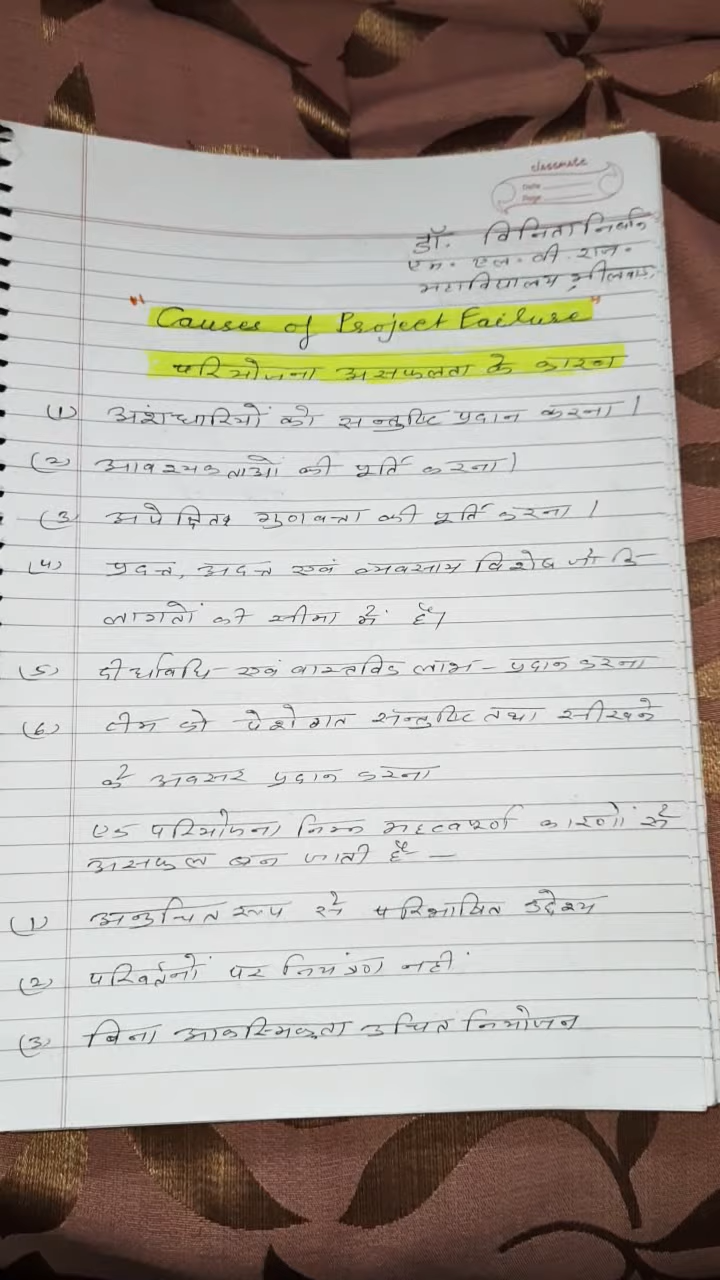 classmate
Date
Page
डॉ. विनिता
एम. एल. वी. राज.
महाविद्यालय, भीलवाड़ा
"Causes of Project Failure"
परियोजना असफलता के कारन
(1) अंशधारियों को सन्तुष्टि प्रदान करना।
(2) आवश्यकताओं की पूर्ति करना।
(3) अपेक्षित गुणवत्ता की पूर्ति करना।
(4) प्रदत्त, अदत्त एवं व्यवसाय विशेष जो कि
लागतों की सीमा में है।
(5) दीर्घावधि एवं वास्तविक लाभ - प्रदान करना
(6) टीम को पेशेगत संन्तुष्टि तथा सीखने
के अवसर प्रदान करना
एक परियोजना निम्न महत्वपूर्ण कारणों से
असफल बन जाती है —
(1) अनुचित रूप से परिभाषित उद्देश्य
(2) परिवर्तनों पर नियंत्रण नहीं
(3) बिना आकस्मिकता उचित नियोजन